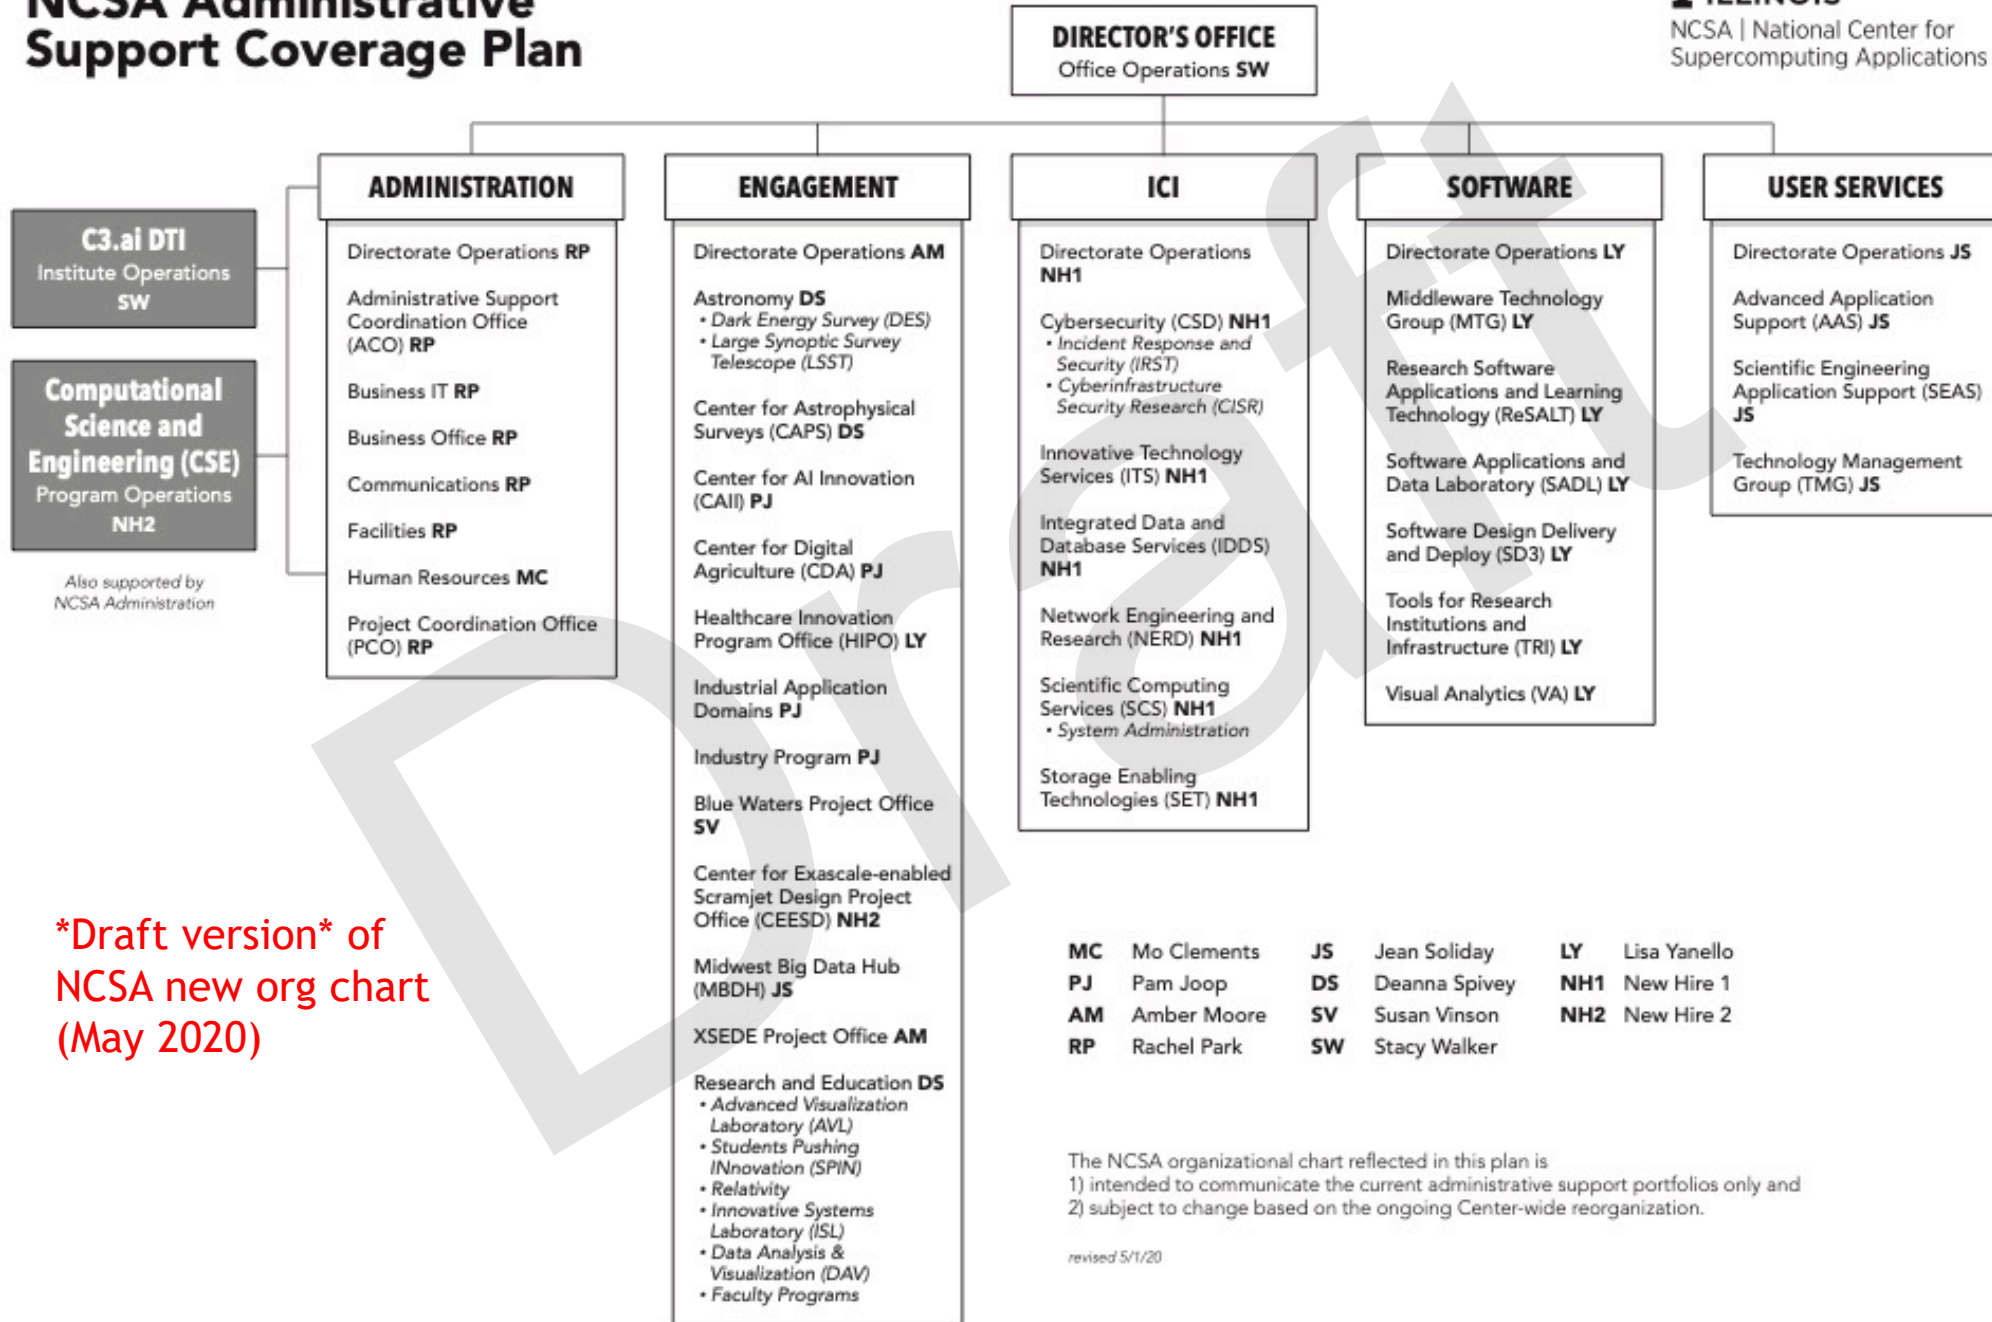 NCSA Administrative
Support Coverage Plan
DIRECTOR'S OFFICE
Office Operations SW
ILLINOIS
NCSA | National Center for
Supercomputing Applications
C3.ai DTI
Institute Operations
SW
Computational
Science and
Engineering (CSE)
Program Operations
NH2
Also supported by
NCSA Administration
ADMINISTRATION
Directorate Operations RP
Administrative Support
Coordination Office
(ACO) RP
Business IT RP
Business Office RP
Communications RP
Facilities RP
Human Resources MC
Project Coordination Office
(PCO) RP
ENGAGEMENT
Directorate Operations AM
Astronomy DS
• Dark Energy Survey (DES)
• Large Synoptic Survey
Telescope (LSST)
Center for Astrophysical
Surveys (CAPS) DS
Center for AI Innovation
(CAII) PJ
Center for Digital
Agriculture (CDA) PJ
Healthcare Innovation
Program Office (HIPO) LY
Industrial Application
Domains PJ
Industry Program PJ
Blue Waters Project Office
SV
Center for Exascale-enabled
Scramjet Design Project
Office (CEESD) NH2
Midwest Big Data Hub
(MBDH) JS
XSEDE Project Office AM
Research and Education DS
• Advanced Visualization
Laboratory (AVL)
• Students Pushing
INnovation (SPIN)
• Relativity
• Innovative Systems
Laboratory (ISL)
• Data Analysis &
Visualization (DAV)
• Faculty Programs
ICI
Directorate Operations
NH1
Cybersecurity (CSD) NH1
• Incident Response and
Security (IRST)
• Cyberinfrastructure
Security Research (CISR)
Innovative Technology
Services (ITS) NH1
Integrated Data and
Database Services (IDDS)
NH1
Network Engineering and
Research (NERD) NH1
Scientific Computing
Services (SCS) NH1
• System Administration
Storage Enabling
Technologies (SET) NH1
SOFTWARE
Directorate Operations LY
Middleware Technology
Group (MTG) LY
Research Software
Applications and Learning
Technology (ReSALT) LY
Software Applications and
Data Laboratory (SADL) LY
Software Design Delivery
and Deploy (SD3) LY
Tools for Research
Institutions and
Infrastructure (TRI) LY
Visual Analytics (VA) LY
USER SERVICES
Directorate Operations JS
Advanced Application
Support (AAS) JS
Scientific Engineering
Application Support (SEAS)
JS
Technology Management
Group (TMG) JS
Draft
*Draft version* of
NCSA new org chart
(May 2020)
MC Mo Clements JS Jean Soliday LY Lisa Yanello
PJ Pam Joop DS Deanna Spivey NH1 New Hire 1
AM Amber Moore SV Susan Vinson NH2 New Hire 2
RP Rachel Park SW Stacy Walker
The NCSA organizational chart reflected in this plan is
1) intended to communicate the current administrative support portfolios only and
2) subject to change based on the ongoing Center-wide reorganization.
revised 5/1/20